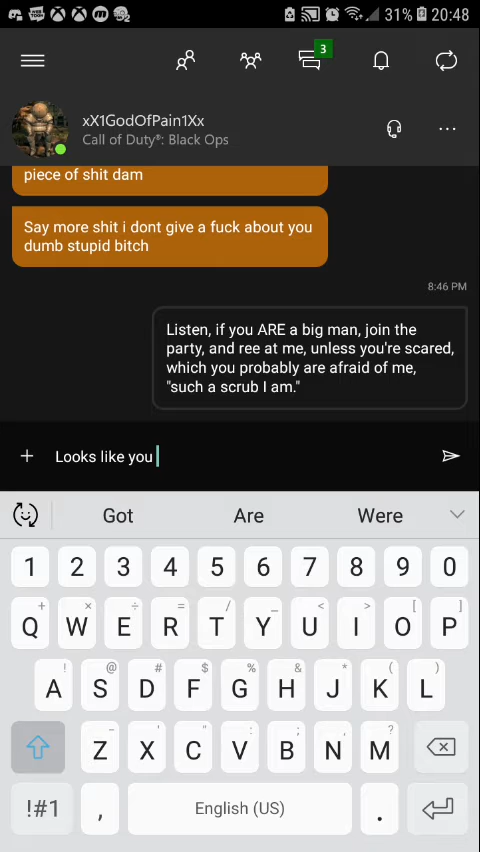 31% 20:48
3
xX1GodOfPain1Xx
Call of Duty®: Black Ops
piece of shit dam
Say more shit i dont give a fuck about you
dumb stupid bitch
8:46 PM
Listen, if you ARE a big man, join the
party, and ree at me, unless you're scared,
which you probably are afraid of me,
"such a scrub I am."
+ Looks like you
Got Are Were
1 2 3 4 5 6 7 8 9 0
+ × ÷ = / _ < > [ ]
Q W E R T Y U I O P
! @ # $ % & * ( )
A S D F G H J K L
- ' " : ; , ?
Z X C V B N M
!#1 , English (US) .